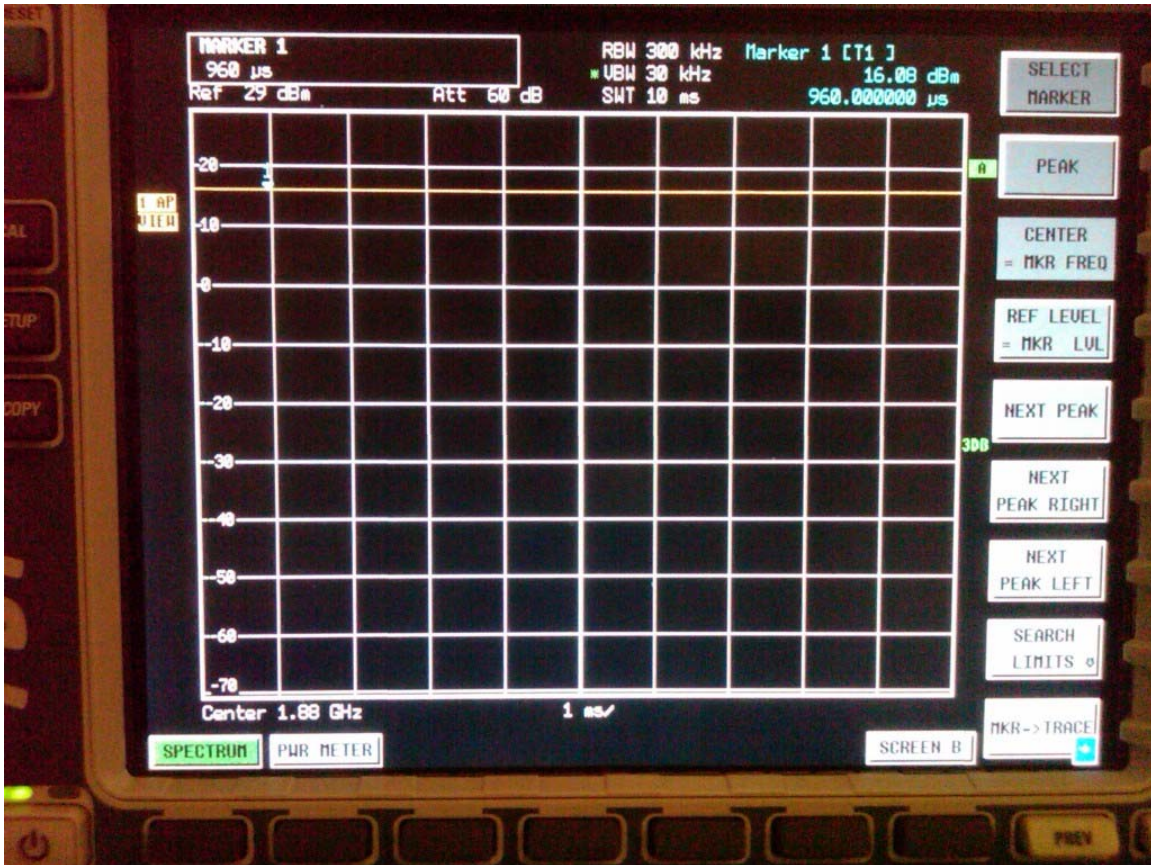 MARKER 1
960 µs
Ref 29 dBm
Att 60 dB
RBW 300 kHz
*VBW 30 kHz
SWT 10 ms
Marker 1 [T1 ]
16.08 dBm
960.000000 µs
1 AP
VIEW
20
10
0
-10
-20
-30
-40
-50
-60
-70
1
A
3DB
Center 1.88 GHz
1 ms/
SPECTRUM
PWR METER
SCREEN B
SELECT
MARKER
PEAK
CENTER
= MKR FREQ
REF LEVEL
= MKR LVL
NEXT PEAK
NEXT
PEAK RIGHT
NEXT
PEAK LEFT
SEARCH
LIMITS
MKR->TRACE
COPY
PREV